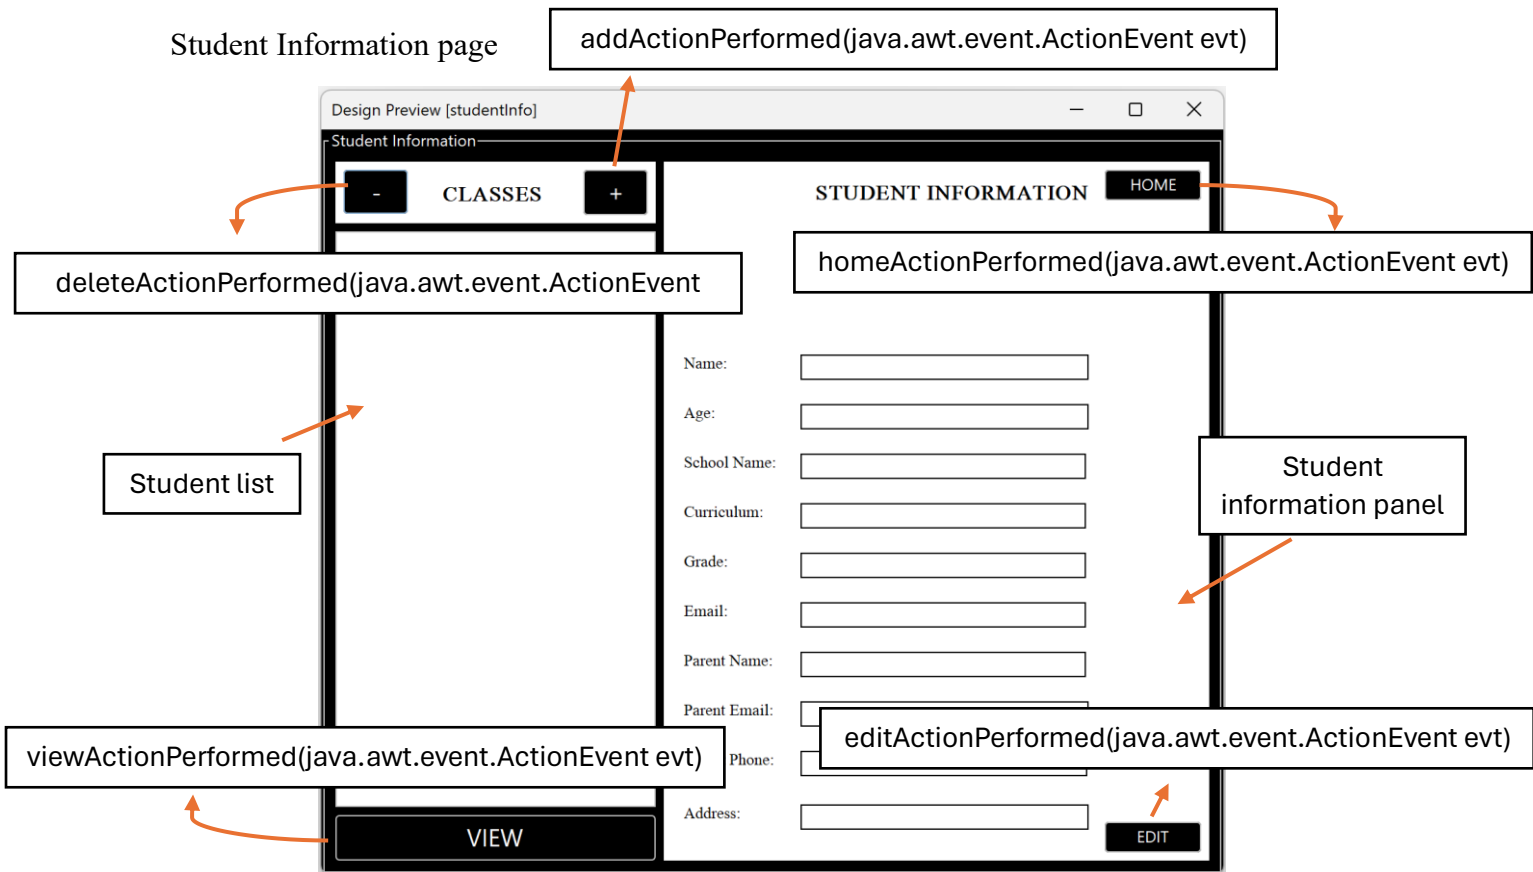 Student Information page
addActionPerformed(java.awt.event.ActionEvent evt)
Design Preview [studentInfo]
Student Information
-
CLASSES
+
STUDENT INFORMATION
HOME
deleteActionPerformed(java.awt.event.ActionEvent
homeActionPerformed(java.awt.event.ActionEvent evt)
Name:
Age:
School Name:
Student list
Student
information panel
Curriculum:
Grade:
Email:
Parent Name:
Parent Email:
viewActionPerformed(java.awt.event.ActionEvent evt)
Phone:
editActionPerformed(java.awt.event.ActionEvent evt)
Address:
VIEW
EDIT